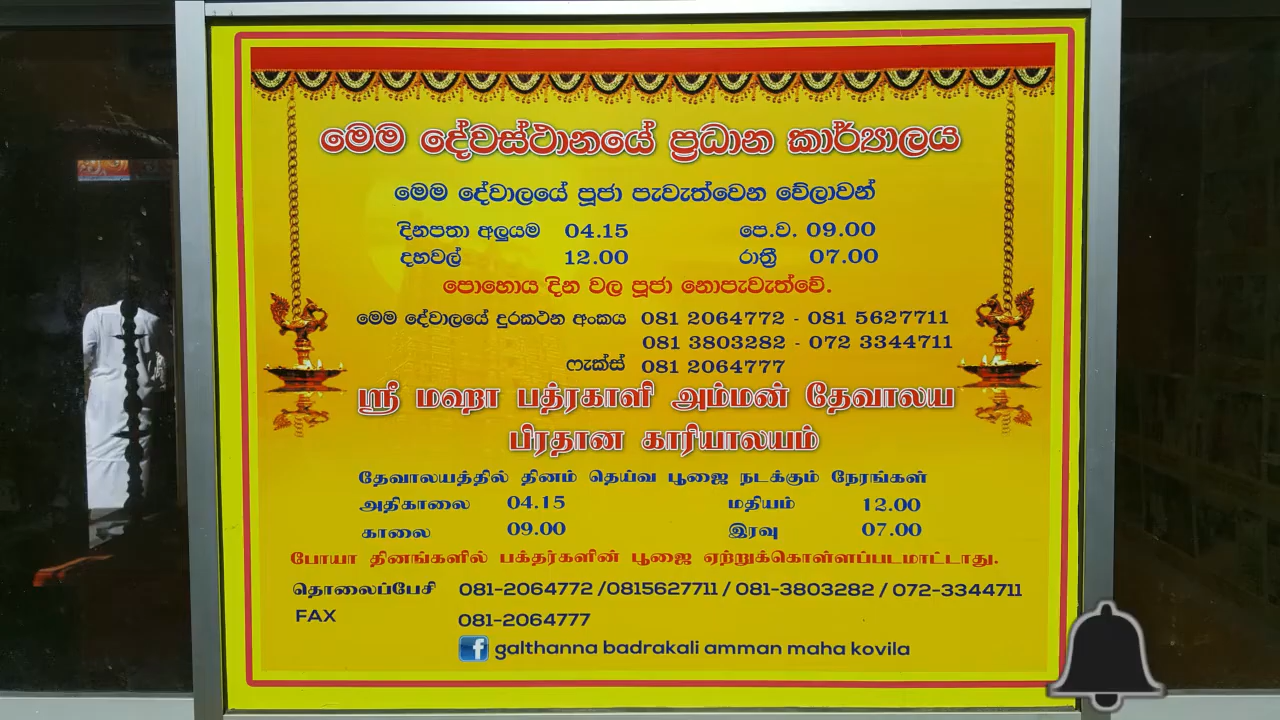 මෙම දේවස්ථානයේ ප්‍රධාන කාර්යාලය
මෙම දේවාලයේ පූජා පැවැත්වෙන වේලාවන්
දිනපතා අලුයම 04.15 පෙ.ව. 09.00
දහවල් 12.00 රාත්‍රී 07.00
පොහොය දින වල පූජා නොපැවැත්වේ.
මෙම දේවාලයේ දුරකථන අංකය 081 2064772 - 081 5627711
081 3803282 - 072 3344711
ෆැක්ස් 081 2064777
ஸ்ரீ மஹா பத்ரகாளி அம்மன் தேவாலய
பிரதான காரியாலயம்
தேவாலயத்தில் தினம் தெய்வ பூஜை நடக்கும் நேரங்கள்
அதிகாலை 04.15 மதியம் 12.00
காலை 09.00 இரவு 07.00
போயா தினங்களில் பக்தர்களின் பூஜை ஏற்றுக்கொள்ளப்படமாட்டாது.
தொலைப்பேசி 081-2064772 /0815627711 / 081-3803282 / 072-3344711
FAX 081-2064777
f galthanna badrakali amman maha kovila